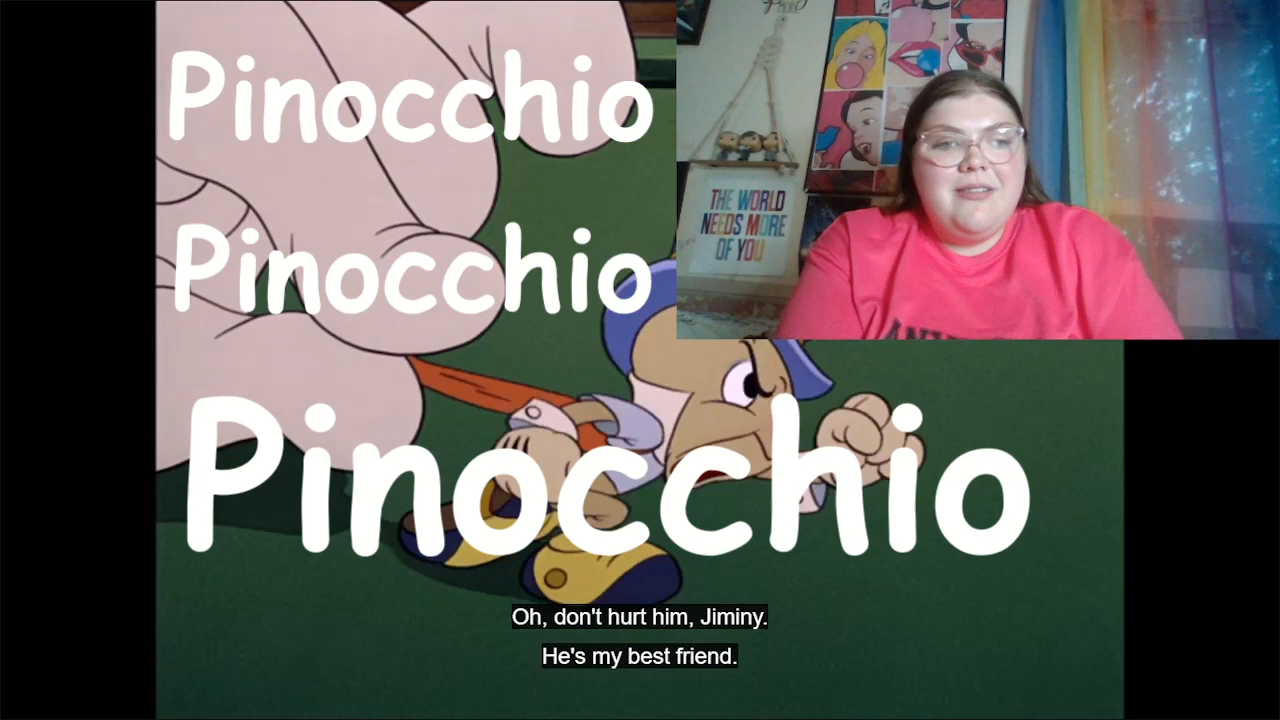 Pinocchio
Pinocchio
Pinocchio
THE WORLD
NEEDS MORE
OF YOU
Oh, don't hurt him, Jiminy.
He's my best friend.